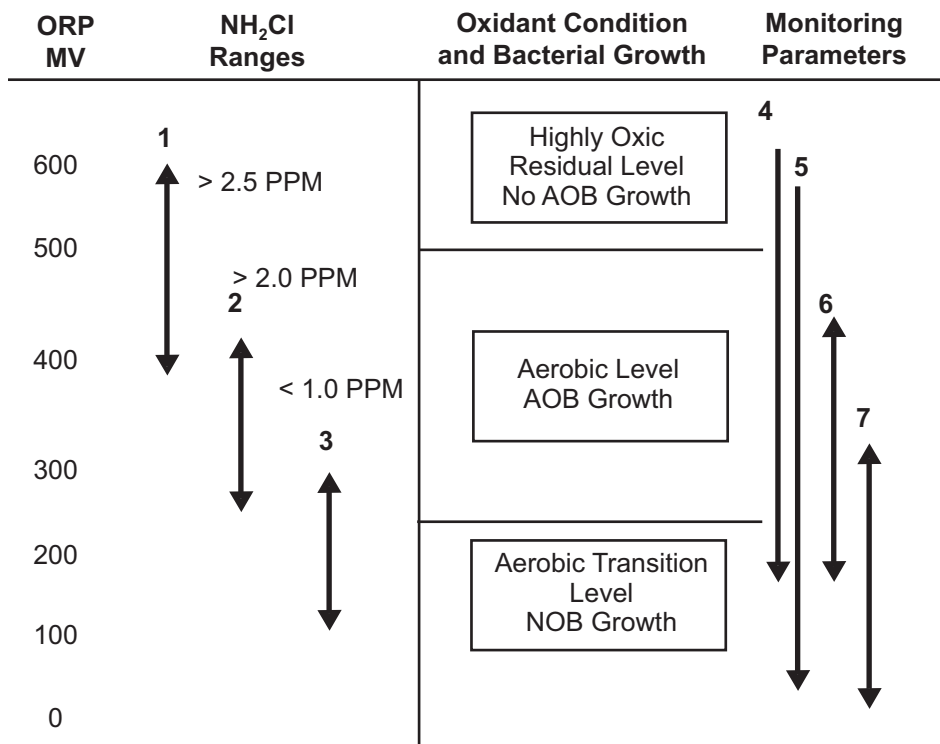 ORP
MV
NH₂Cl
Ranges
Oxidant Condition
and Bacterial Growth
Monitoring
Parameters
1
600
> 2.5 PPM
500
> 2.0 PPM
2
400
< 1.0 PPM
3
300
200
100
0
Highly Oxic
Residual Level
No AOB Growth
Aerobic Level
AOB Growth
Aerobic Transition
Level
NOB Growth
4
5
6
7